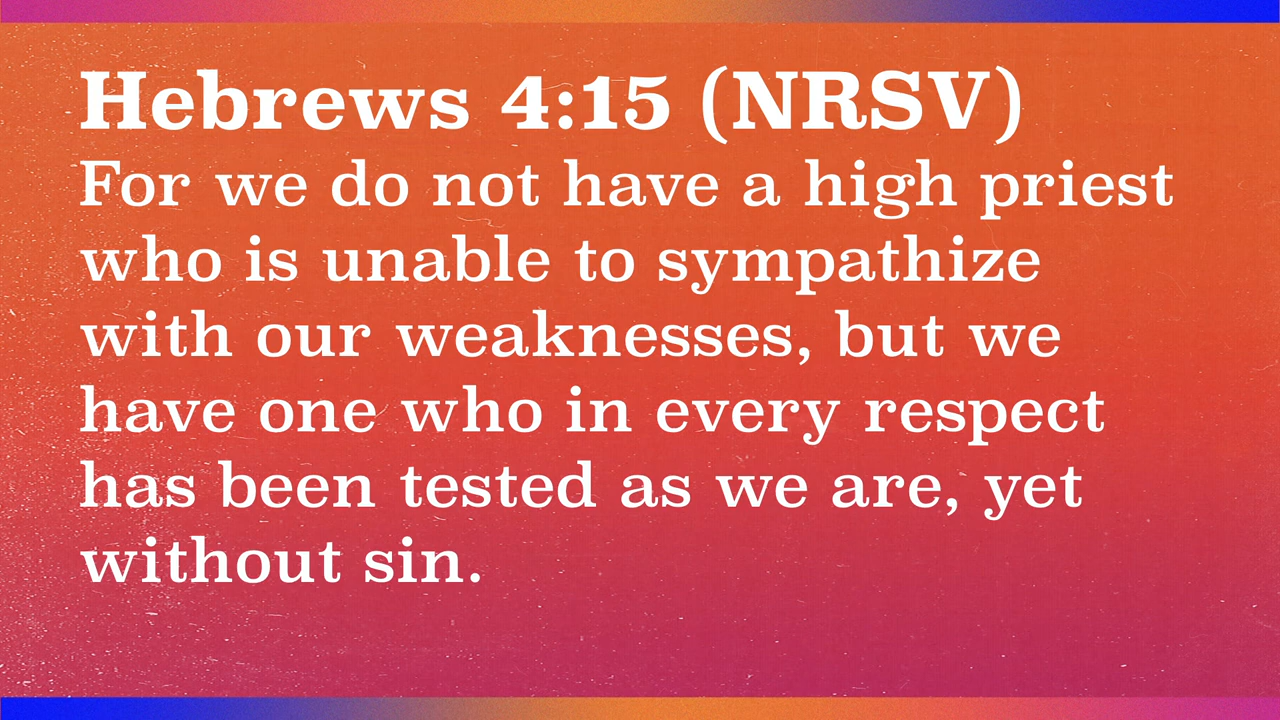 Hebrews 4:15 (NRSV)
For we do not have a high priest
who is unable to sympathize
with our weaknesses, but we
have one who in every respect
has been tested as we are, yet
without sin.